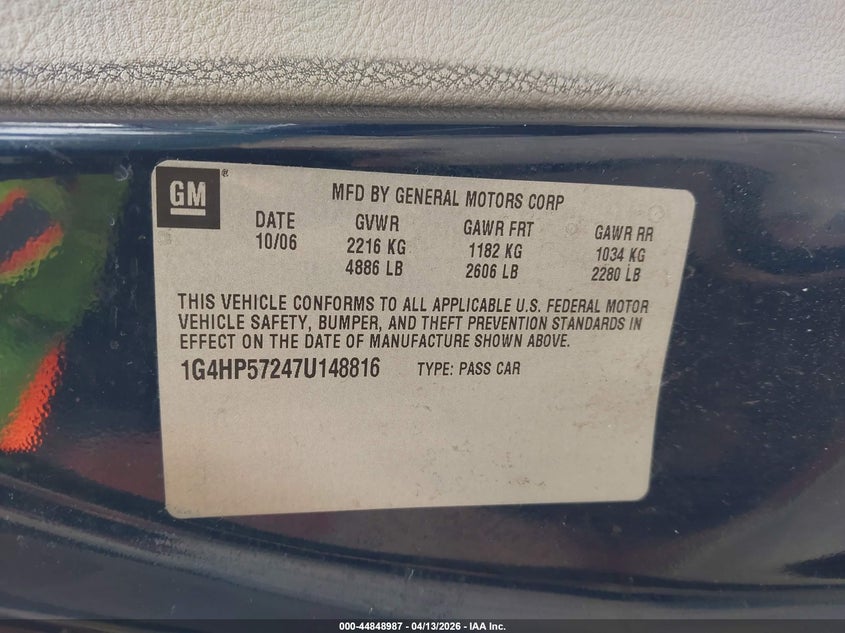 GM®
MFD BY GENERAL MOTORS CORP
DATE GVWR GAWR FRT GAWR RR
10/06 2216 KG 1182 KG 1034 KG
4886 LB 2606 LB 2280 LB
THIS VEHICLE CONFORMS TO ALL APPLICABLE U.S. FEDERAL MOTOR
VEHICLE SAFETY, BUMPER, AND THEFT PREVENTION STANDARDS IN
EFFECT ON THE DATE OF MANUFACTURE SHOWN ABOVE.
1G4HP57247U148816 TYPE: PASS CAR
000-44848987 - 04/13/2026 - IAA Inc.